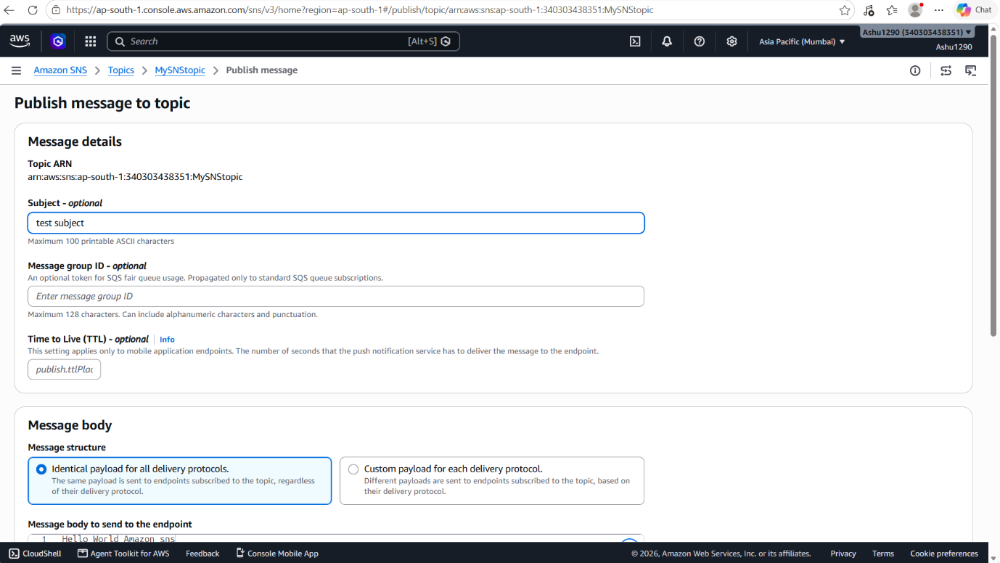 https://ap-south-1.console.aws.amazon.com/sns/v3/home?region=ap-south-1#/publish/topic/arn:aws:sns:ap-south-1:340303438351:MySNStopic
Chat
aws
Search
[Alt+S]
Asia Pacific (Mumbai)
Ashu1290 (340303438351)
Ashu1290
Amazon SNS
Topics
MySNStopic
Publish message
Publish message to topic
Message details
Topic ARN
arn:aws:sns:ap-south-1:340303438351:MySNStopic
Subject - optional
test subject
Maximum 100 printable ASCII characters
Message group ID - optional
An optional token for SQS fair queue usage. Propagated only to standard SQS queue subscriptions.
Enter message group ID
Maximum 128 characters. Can include alphanumeric characters and punctuation.
Time to Live (TTL) - optional Info
This setting applies only to mobile application endpoints. The number of seconds that the push notification service has to deliver the message to the endpoint.
publish.ttlPlac
Message body
Message structure
Identical payload for all delivery protocols.
The same payload is sent to endpoints subscribed to the topic, regardless
of their delivery protocol.
Custom payload for each delivery protocol.
Different payloads are sent to endpoints subscribed to the topic, based on
their delivery protocol.
Message body to send to the endpoint
1 Hello World Amazon sns
CloudShell
Agent Toolkit for AWS
Feedback
Console Mobile App
© 2026, Amazon Web Services, Inc. or its affiliates.
Privacy
Terms
Cookie preferences